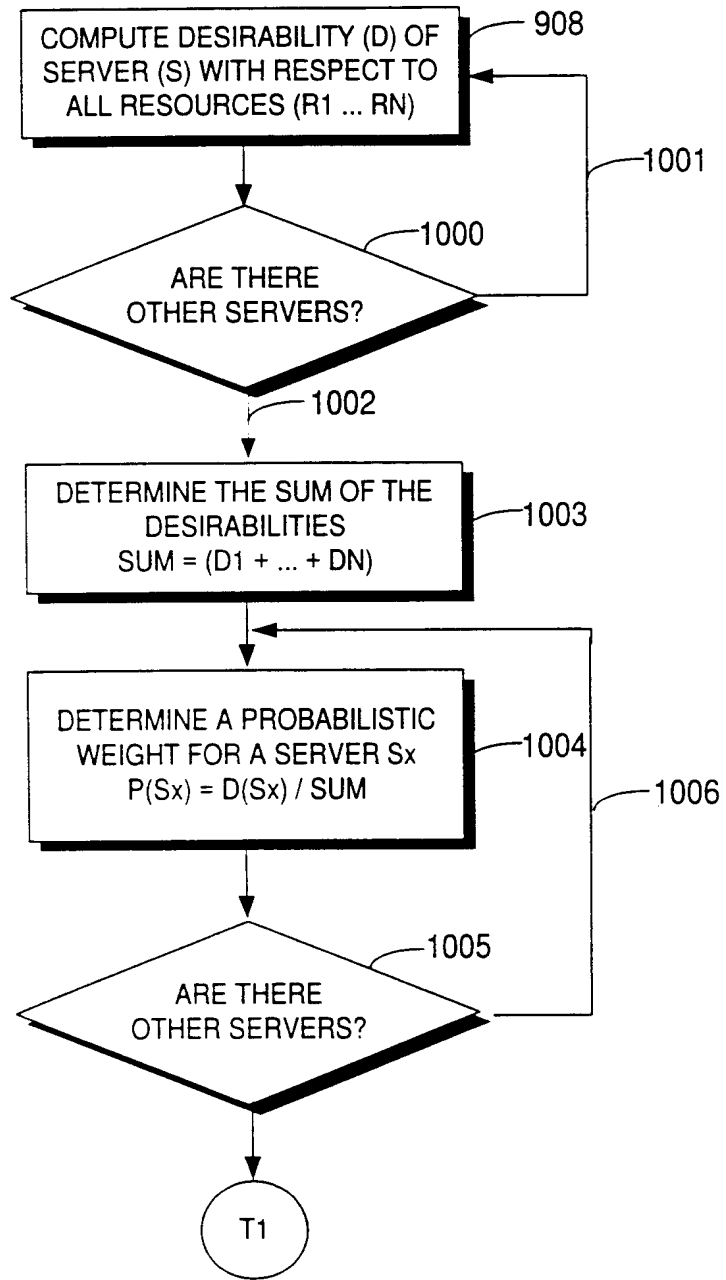 COMPUTE DESIRABILITY (D) OF
SERVER (S) WITH RESPECT TO
ALL RESOURCES (R1 ... RN)
908
1001
1000
ARE THERE
OTHER SERVERS?
1002
DETERMINE THE SUM OF THE
DESIRABILITIES
SUM = (D1 + ... + DN)
1003
DETERMINE A PROBABILISTIC
WEIGHT FOR A SERVER Sx
P(Sx) = D(Sx) / SUM
1004
1006
1005
ARE THERE
OTHER SERVERS?
T1